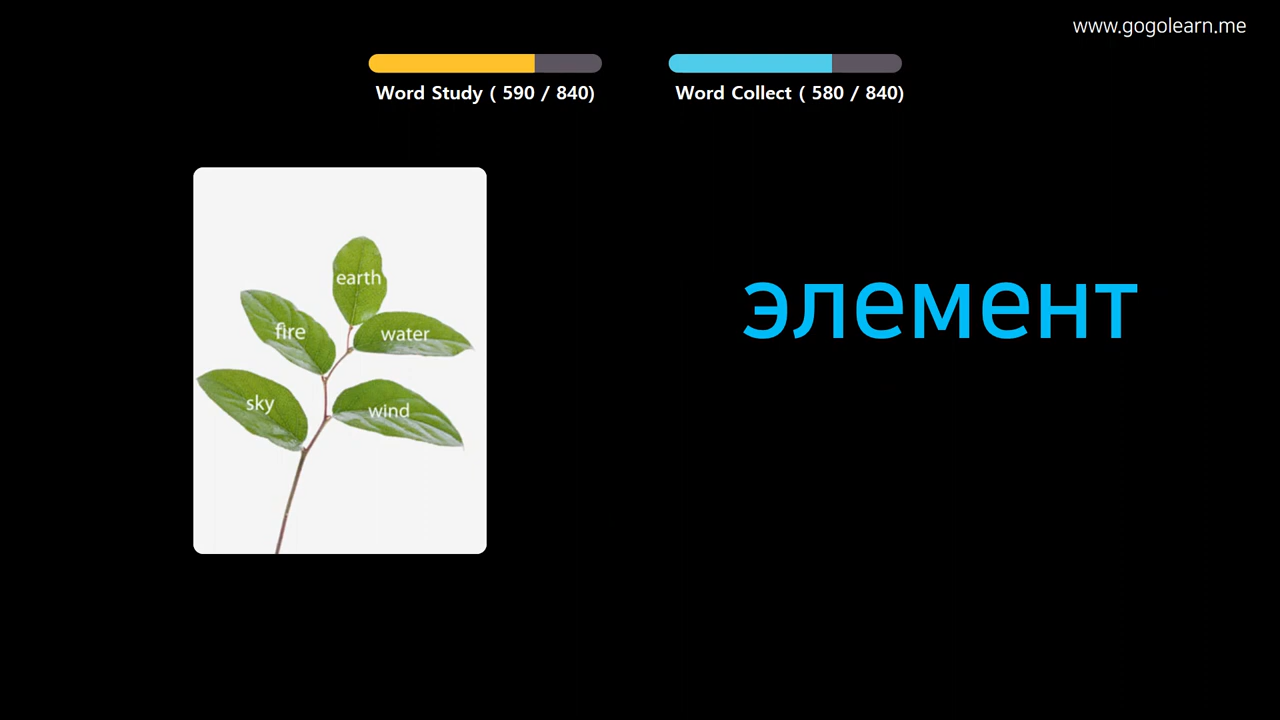 www.gogolearn.me
Word Study ( 590 / 840)
Word Collect ( 580 / 840)
earth
fire
water
sky
wind
элемент